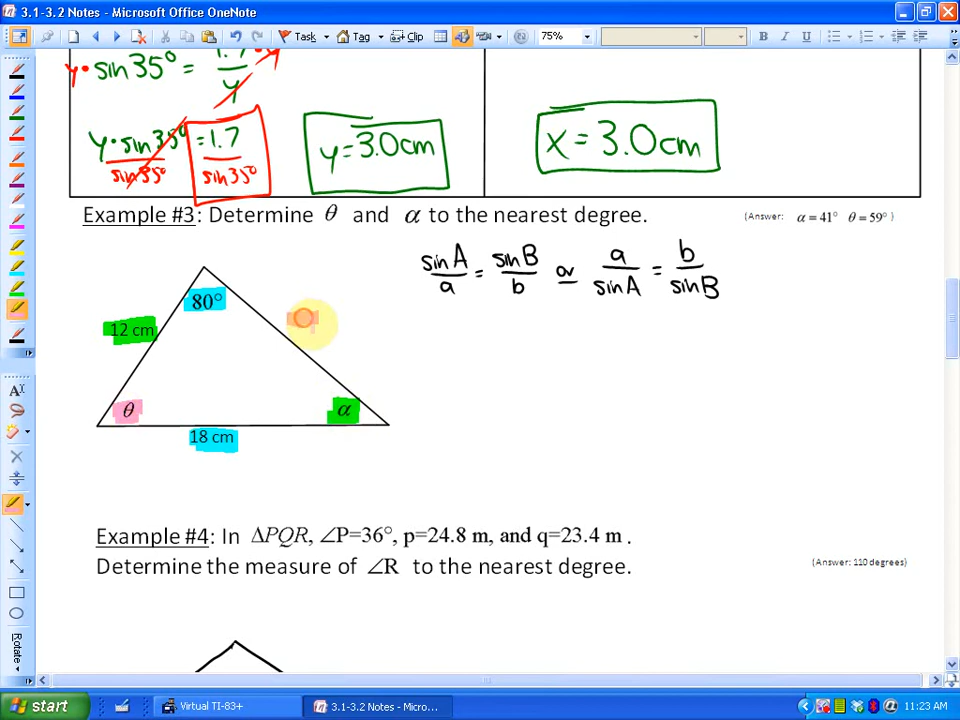 3.1-3.2 Notes - Microsoft Office OneNote
Task Tag Clip 75% B I U
y• sin35° = 1.7/y
y•sin35°/sin35° = 1.7/sin35°
y=3.0cm
x=3.0cm
Example #3: Determine θ and α to the nearest degree.
(Answer: α = 41° θ = 59° )
sinA/a = sinB/b or a/sinA = b/sinB
80°
12 cm
θ
α
18 cm
Example #4: In ΔPQR, ∠P=36°, p=24.8 m, and q=23.4 m .
Determine the measure of ∠R to the nearest degree.
(Answer: 110 degrees)
A
Rotate
start
Virtual TI-83+
3.1-3.2 Notes - Micro...
11:23 AM